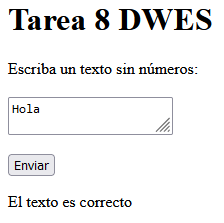 Tarea 8 DWES
Escriba un texto sin números:
Hola
Enviar
El texto es correcto